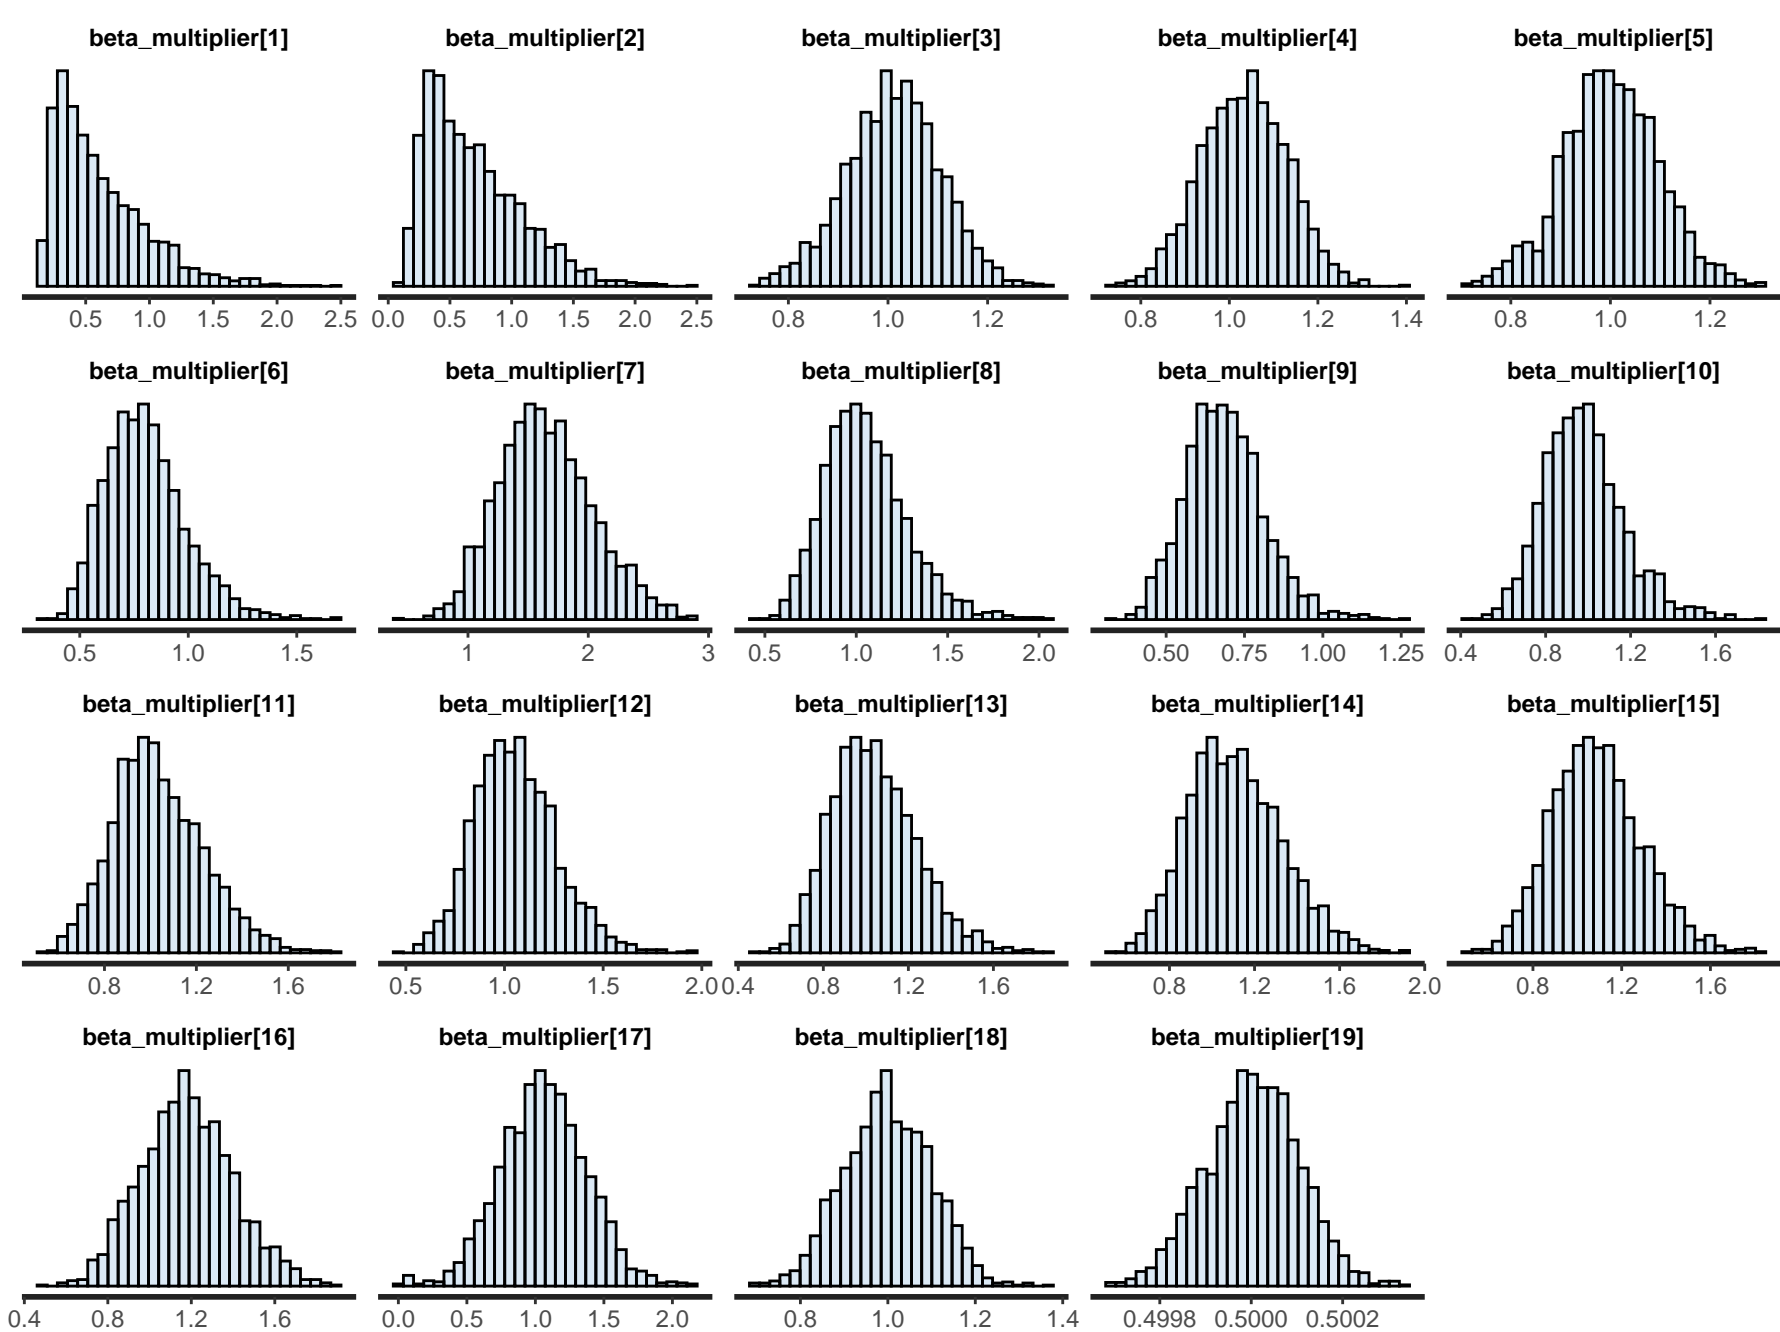 beta_multiplier[1] beta_multiplier[2] beta_multiplier[3] beta_multiplier[4] beta_multiplier[5]
0.5 1.0 1.5 2.0 2.5 0.0 0.5 1.0 1.5 2.0 2.5 0.8 1.0 1.2 0.8 1.0 1.2 1.4 0.8 1.0 1.2
beta_multiplier[6] beta_multiplier[7] beta_multiplier[8] beta_multiplier[9] beta_multiplier[10]
0.5 1.0 1.5 1 2 3 0.5 1.0 1.5 2.0 0.50 0.75 1.00 1.25 0.4 0.8 1.2 1.6
beta_multiplier[11] beta_multiplier[12] beta_multiplier[13] beta_multiplier[14] beta_multiplier[15]
0.8 1.2 1.6 0.5 1.0 1.5 2.0 0.4 0.8 1.2 1.6 0.8 1.2 1.6 2.0 0.8 1.2 1.6
beta_multiplier[16] beta_multiplier[17] beta_multiplier[18] beta_multiplier[19]
0.4 0.8 1.2 1.6 0.0 0.5 1.0 1.5 2.0 0.8 1.0 1.2 1.4 0.4998 0.5000 0.5002